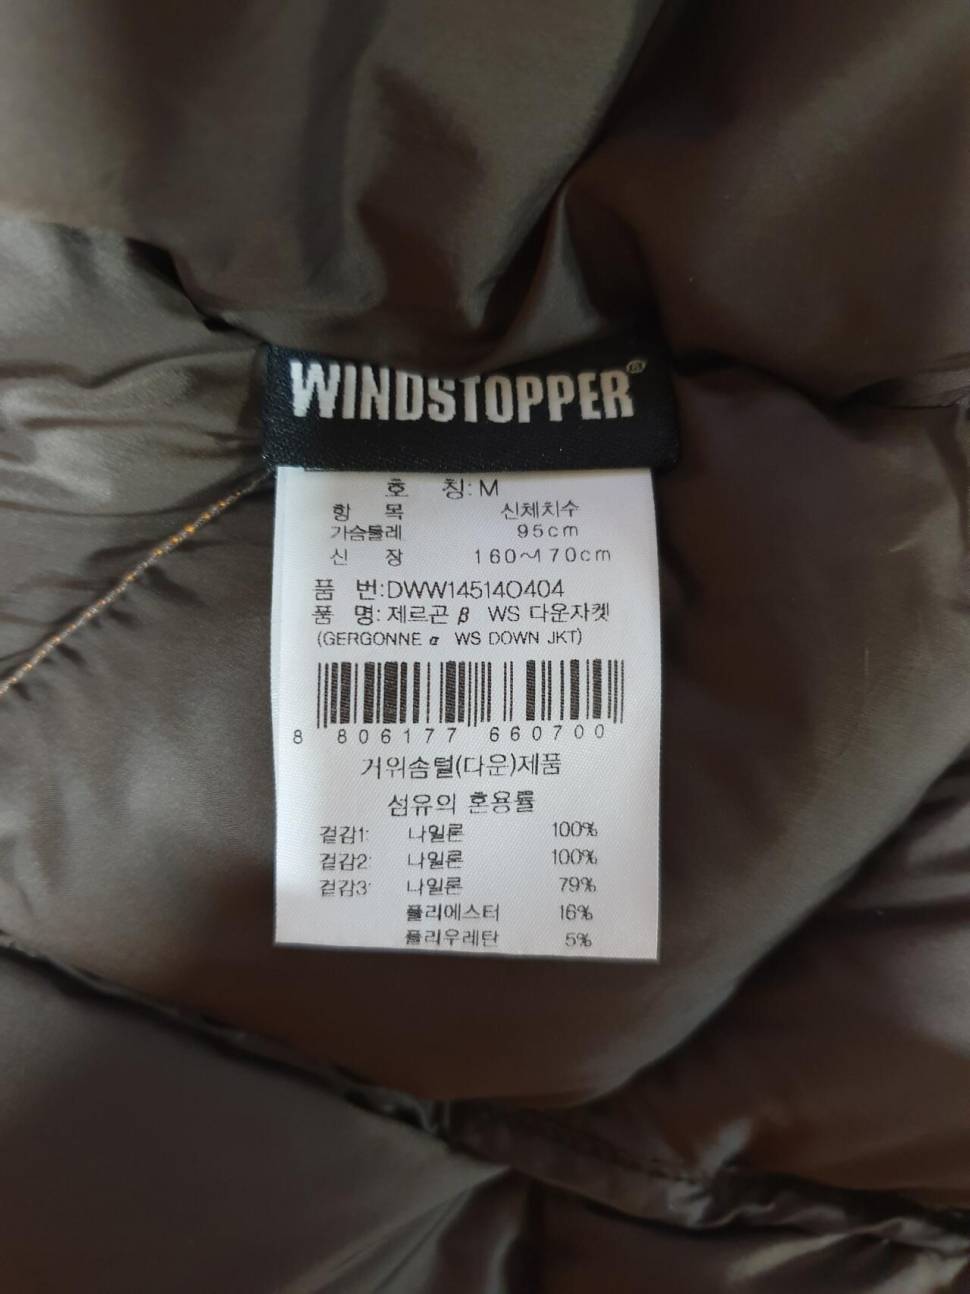 WINDSTOPPER®
호 칭: M
항 목 신체치수
가슴둘레 95cm
신 장 160~170cm
품 번:DWW14514O404
품 명: 제르곤 β WS 다운자켓
(GERGONNE α WS DOWN JKT)
8 806177 660700
거위솜털(다운)제품
섬유의 혼용률
겉감1: 나일론 100%
겉감2: 나일론 100%
겉감3: 나일론 79%
폴리에스터 16%
폴리우레탄 5%